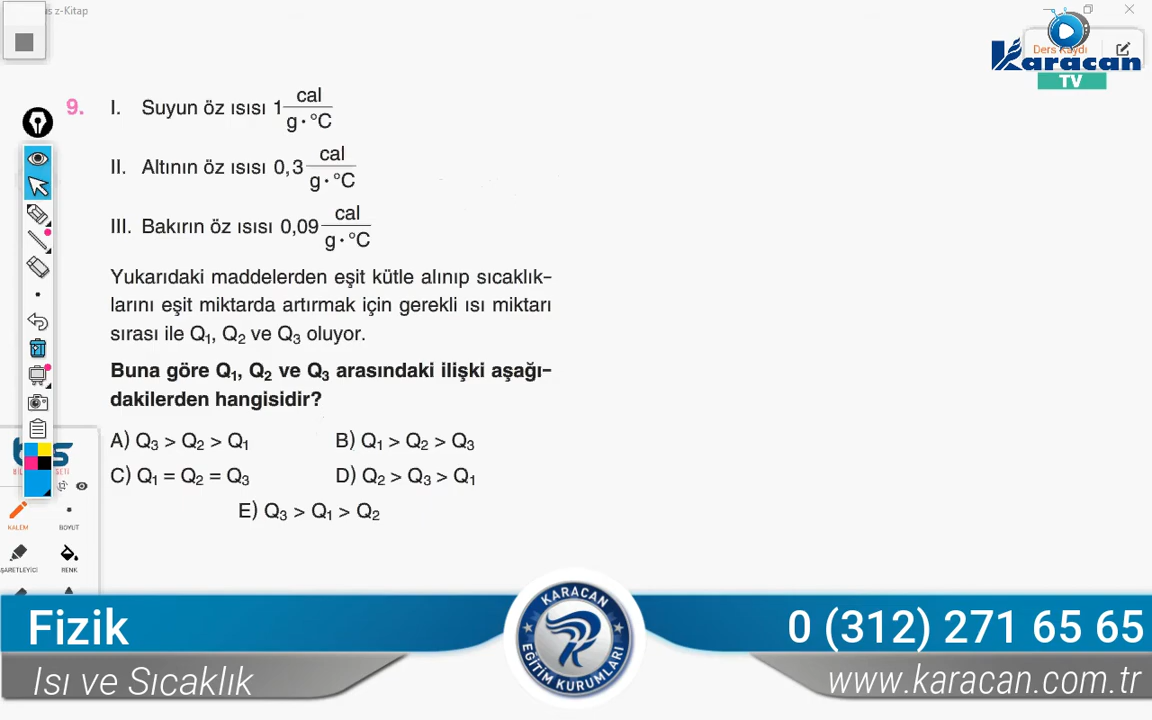 us z-Kitap
Ders Kaydı
Karacan
TV
9. I. Suyun öz ısısı 1 cal / g·°C
II. Altının öz ısısı 0,3 cal / g·°C
III. Bakırın öz ısısı 0,09 cal / g·°C
Yukarıdaki maddelerden eşit kütle alınıp sıcaklık-
larını eşit miktarda artırmak için gerekli ısı miktarı
sırası ile Q₁, Q₂ ve Q₃ oluyor.
Buna göre Q₁, Q₂ ve Q₃ arasındaki ilişki aşağı-
dakilerden hangisidir?
A) Q₃ > Q₂ > Q₁ B) Q₁ > Q₂ > Q₃
C) Q₁ = Q₂ = Q₃ D) Q₂ > Q₃ > Q₁
E) Q₃ > Q₁ > Q₂
KALEM BOYUT
RENK
Fizik
Isı ve Sıcaklık
KARACAN
EĞİTİM KURUMLARI
0 (312) 271 65 65
www.karacan.com.tr